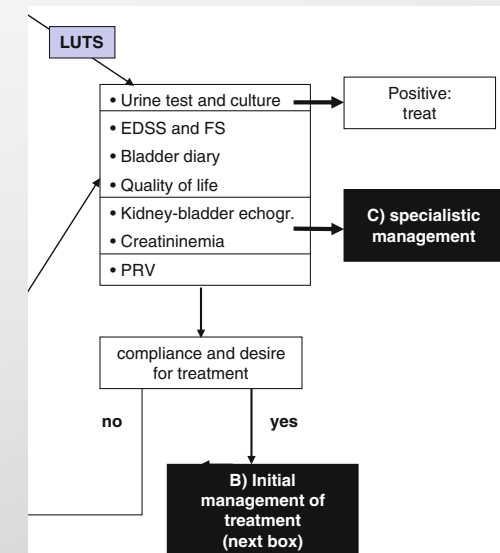 LUTS
• Urine test and culture
• EDSS and FS
• Bladder diary
• Quality of life
• Kidney-bladder echogr.
• Creatininemia
• PRV
Positive:
treat
C) specialistic
management
compliance and desire
for treatment
no
yes
B) Initial
management of
treatment
(next box)